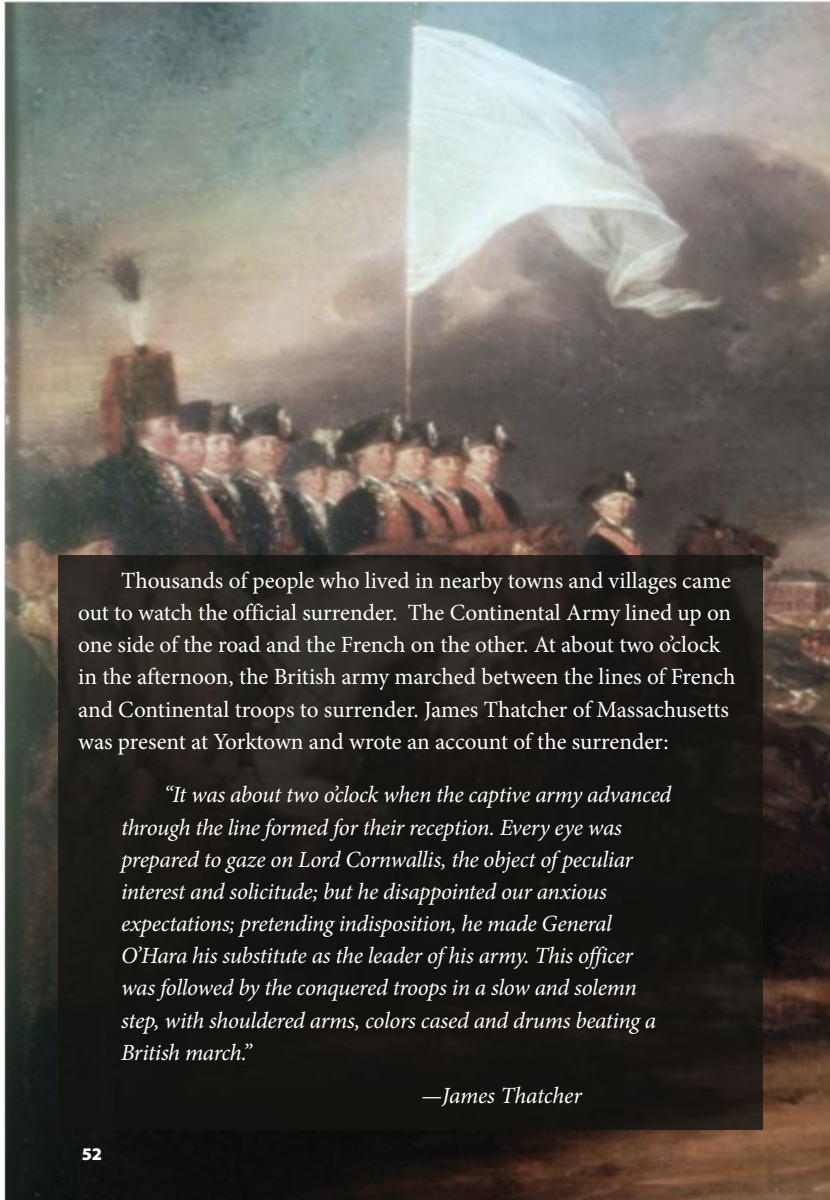 Thousands of people who lived in nearby towns and villages came
out to watch the official surrender.  The Continental Army lined up on
one side of the road and the French on the other. At about two o’clock
in the afternoon, the British army marched between the lines of French
and Continental troops to surrender. James Thatcher of Massachusetts
was present at Yorktown and wrote an account of the surrender:
“It was about two o’clock when the captive army advanced
through the line formed for their reception. Every eye was
prepared to gaze on Lord Cornwallis, the object of peculiar
interest and solicitude; but he disappointed our anxious
expectations; pretending indisposition, he made General
O’Hara his substitute as the leader of his army. This officer
was followed by the conquered troops in a slow and solemn
step, with shouldered arms, colors cased and drums beating a
British march.”
—James Thatcher
52